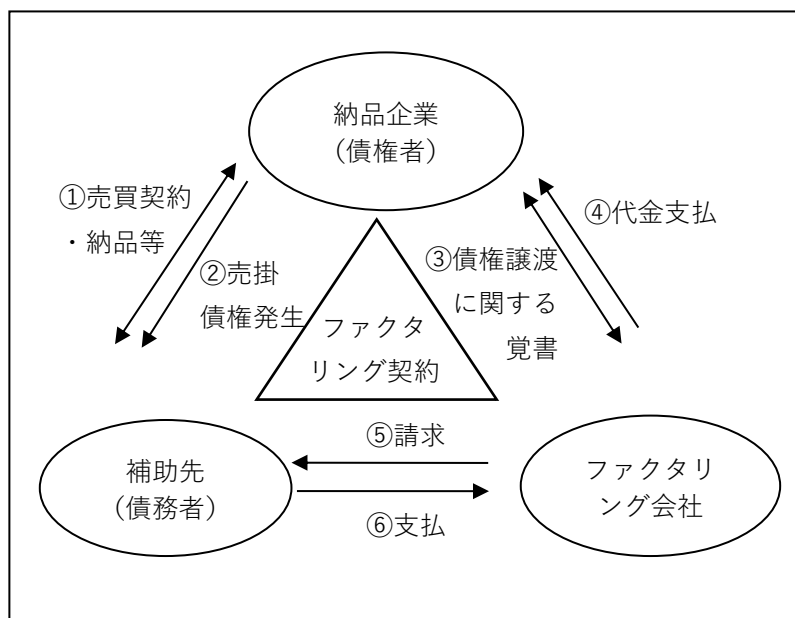 納品企業
（債権者）
①売買契約
・納品等
②売掛
債権発生
③債権譲渡
に関する
覚書
④代金支払
ファクタ
リング契約
⑤請求
⑥支払
補助先
（債務者）
ファクタリ
ング会社